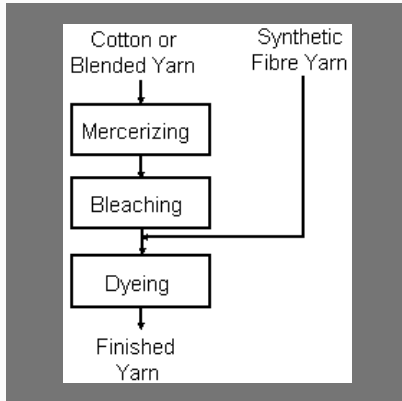 Cotton or
Blended Yarn
Synthetic
Fibre Yarn
Mercerizing
Bleaching
Dyeing
Finished
Yarn